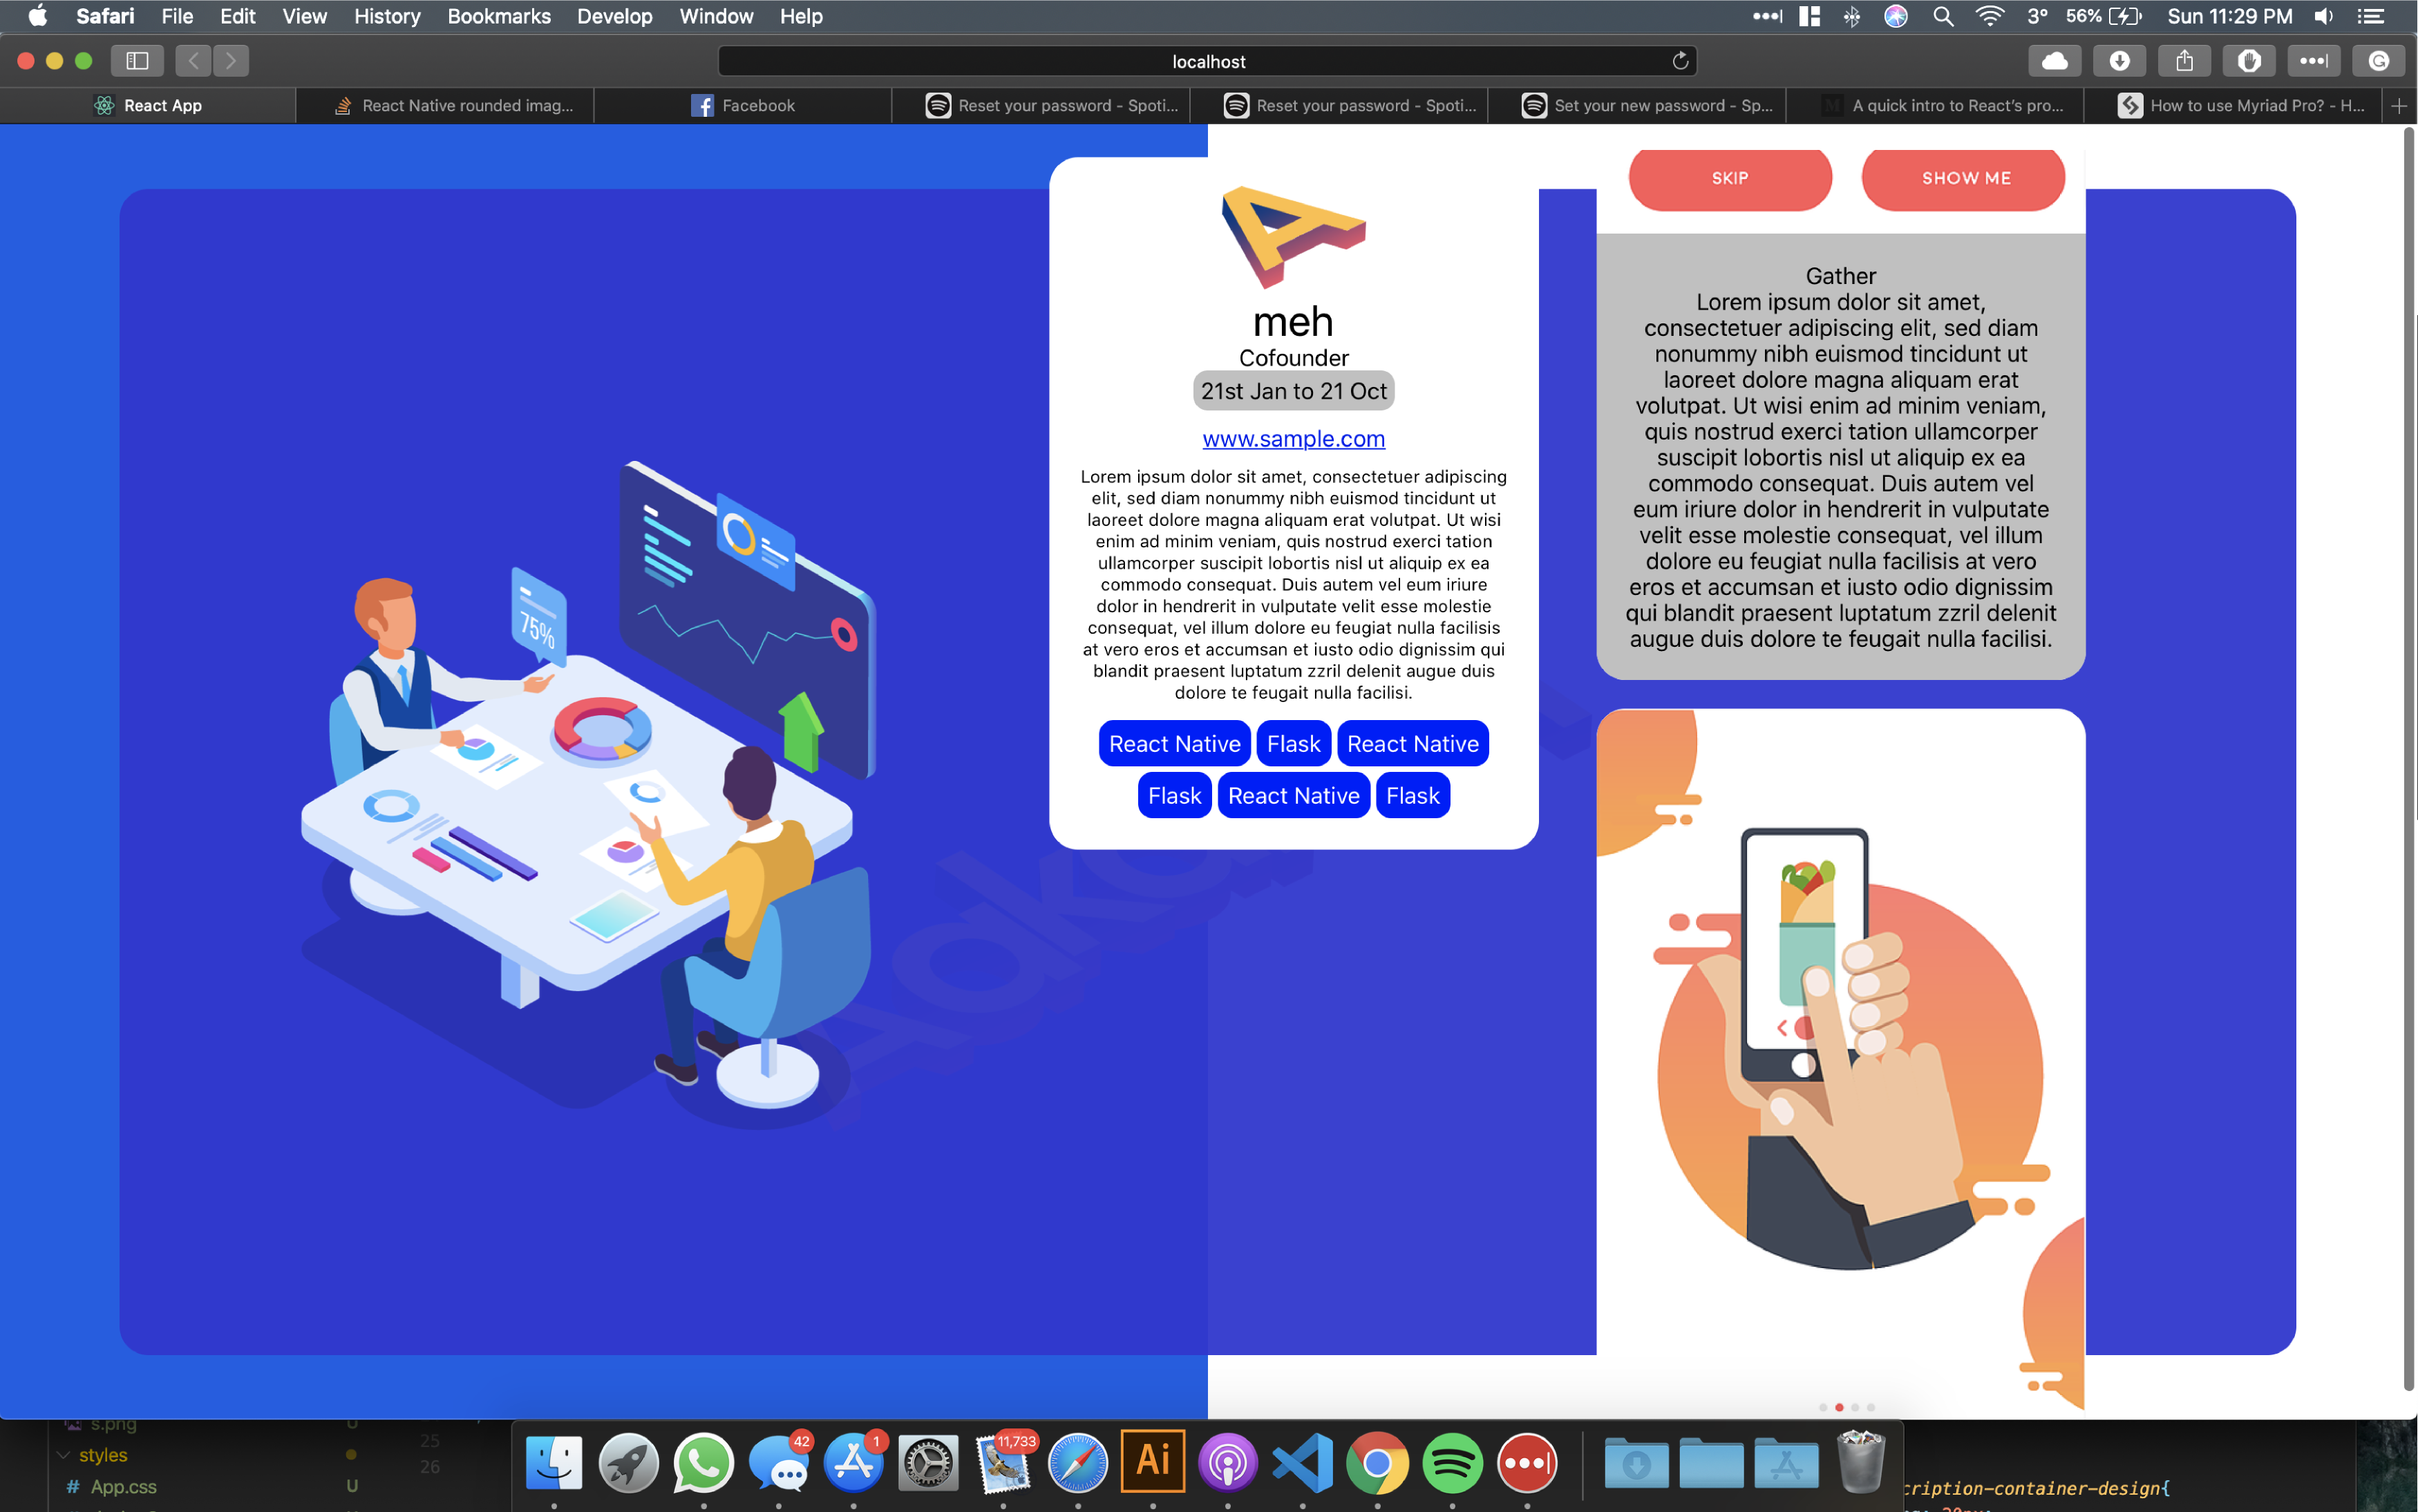 Safari File Edit View History Bookmarks Develop Window Help
3° 56% Sun 11:29 PM
localhost
React App
React Native rounded imag...
Facebook
Reset your password - Spoti...
Reset your password - Spoti...
Set your new password - Sp...
A quick intro to React's pro...
How to use Myriad Pro? - H...
75%
meh
Cofounder
21st Jan to 21 Oct
www.sample.com
Lorem ipsum dolor sit amet, consectetuer adipiscing
elit, sed diam nonummy nibh euismod tincidunt ut
laoreet dolore magna aliquam erat volutpat. Ut wisi
enim ad minim veniam, quis nostrud exerci tation
ullamcorper suscipit lobortis nisl ut aliquip ex ea
commodo consequat. Duis autem vel eum iriure
dolor in hendrerit in vulputate velit esse molestie
consequat, vel illum dolore eu feugiat nulla facilisis
at vero eros et accumsan et iusto odio dignissim qui
blandit praesent luptatum zzril delenit augue duis
dolore te feugait nulla facilisi.
React Native Flask React Native
Flask React Native Flask
SKIP SHOW ME
Gather
Lorem ipsum dolor sit amet,
consectetuer adipiscing elit, sed diam
nonummy nibh euismod tincidunt ut
laoreet dolore magna aliquam erat
volutpat. Ut wisi enim ad minim veniam,
quis nostrud exerci tation ullamcorper
suscipit lobortis nisl ut aliquip ex ea
commodo consequat. Duis autem vel
eum iriure dolor in hendrerit in vulputate
velit esse molestie consequat, vel illum
dolore eu feugiat nulla facilisis at vero
eros et accumsan et iusto odio dignissim
qui blandit praesent luptatum zzril delenit
augue duis dolore te feugait nulla facilisi.
s.png U
styles
# App.css U
25
26
42
1
11,733
Ai
cription-container-design{